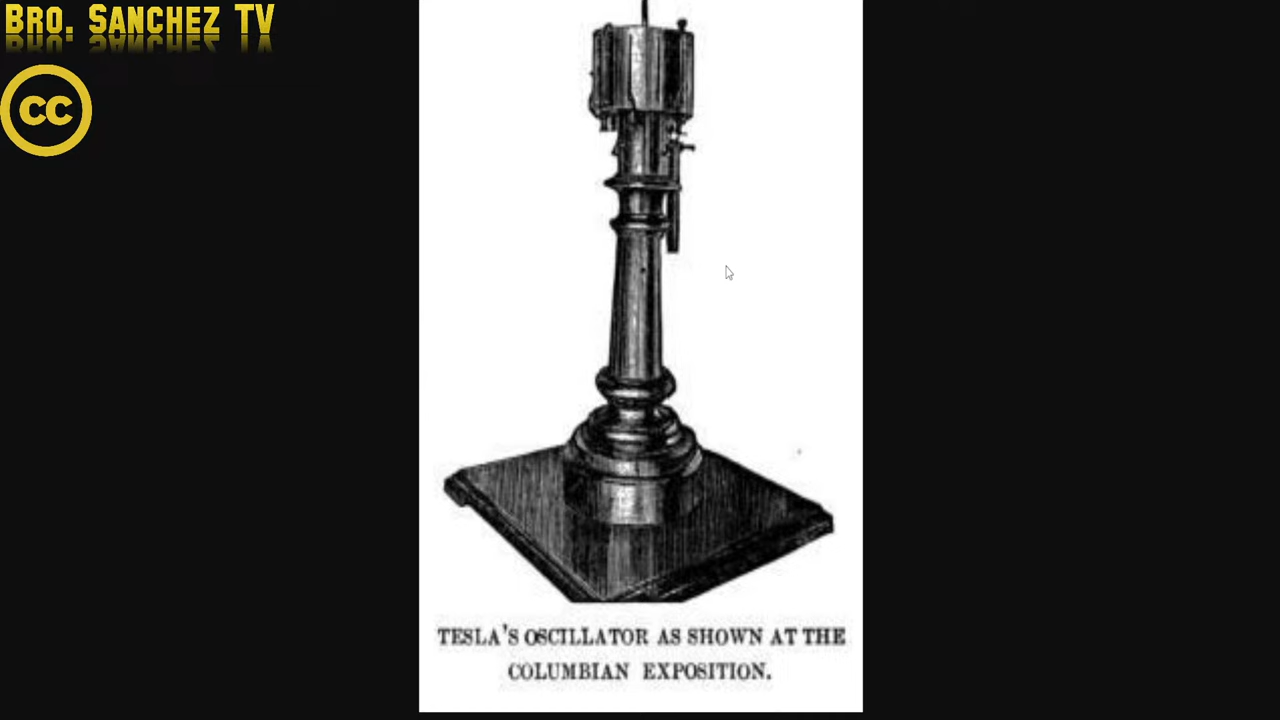 BRO. SANCHEZ TV
CC
TESLA'S OSCILLATOR AS SHOWN AT THE
COLUMBIAN EXPOSITION.